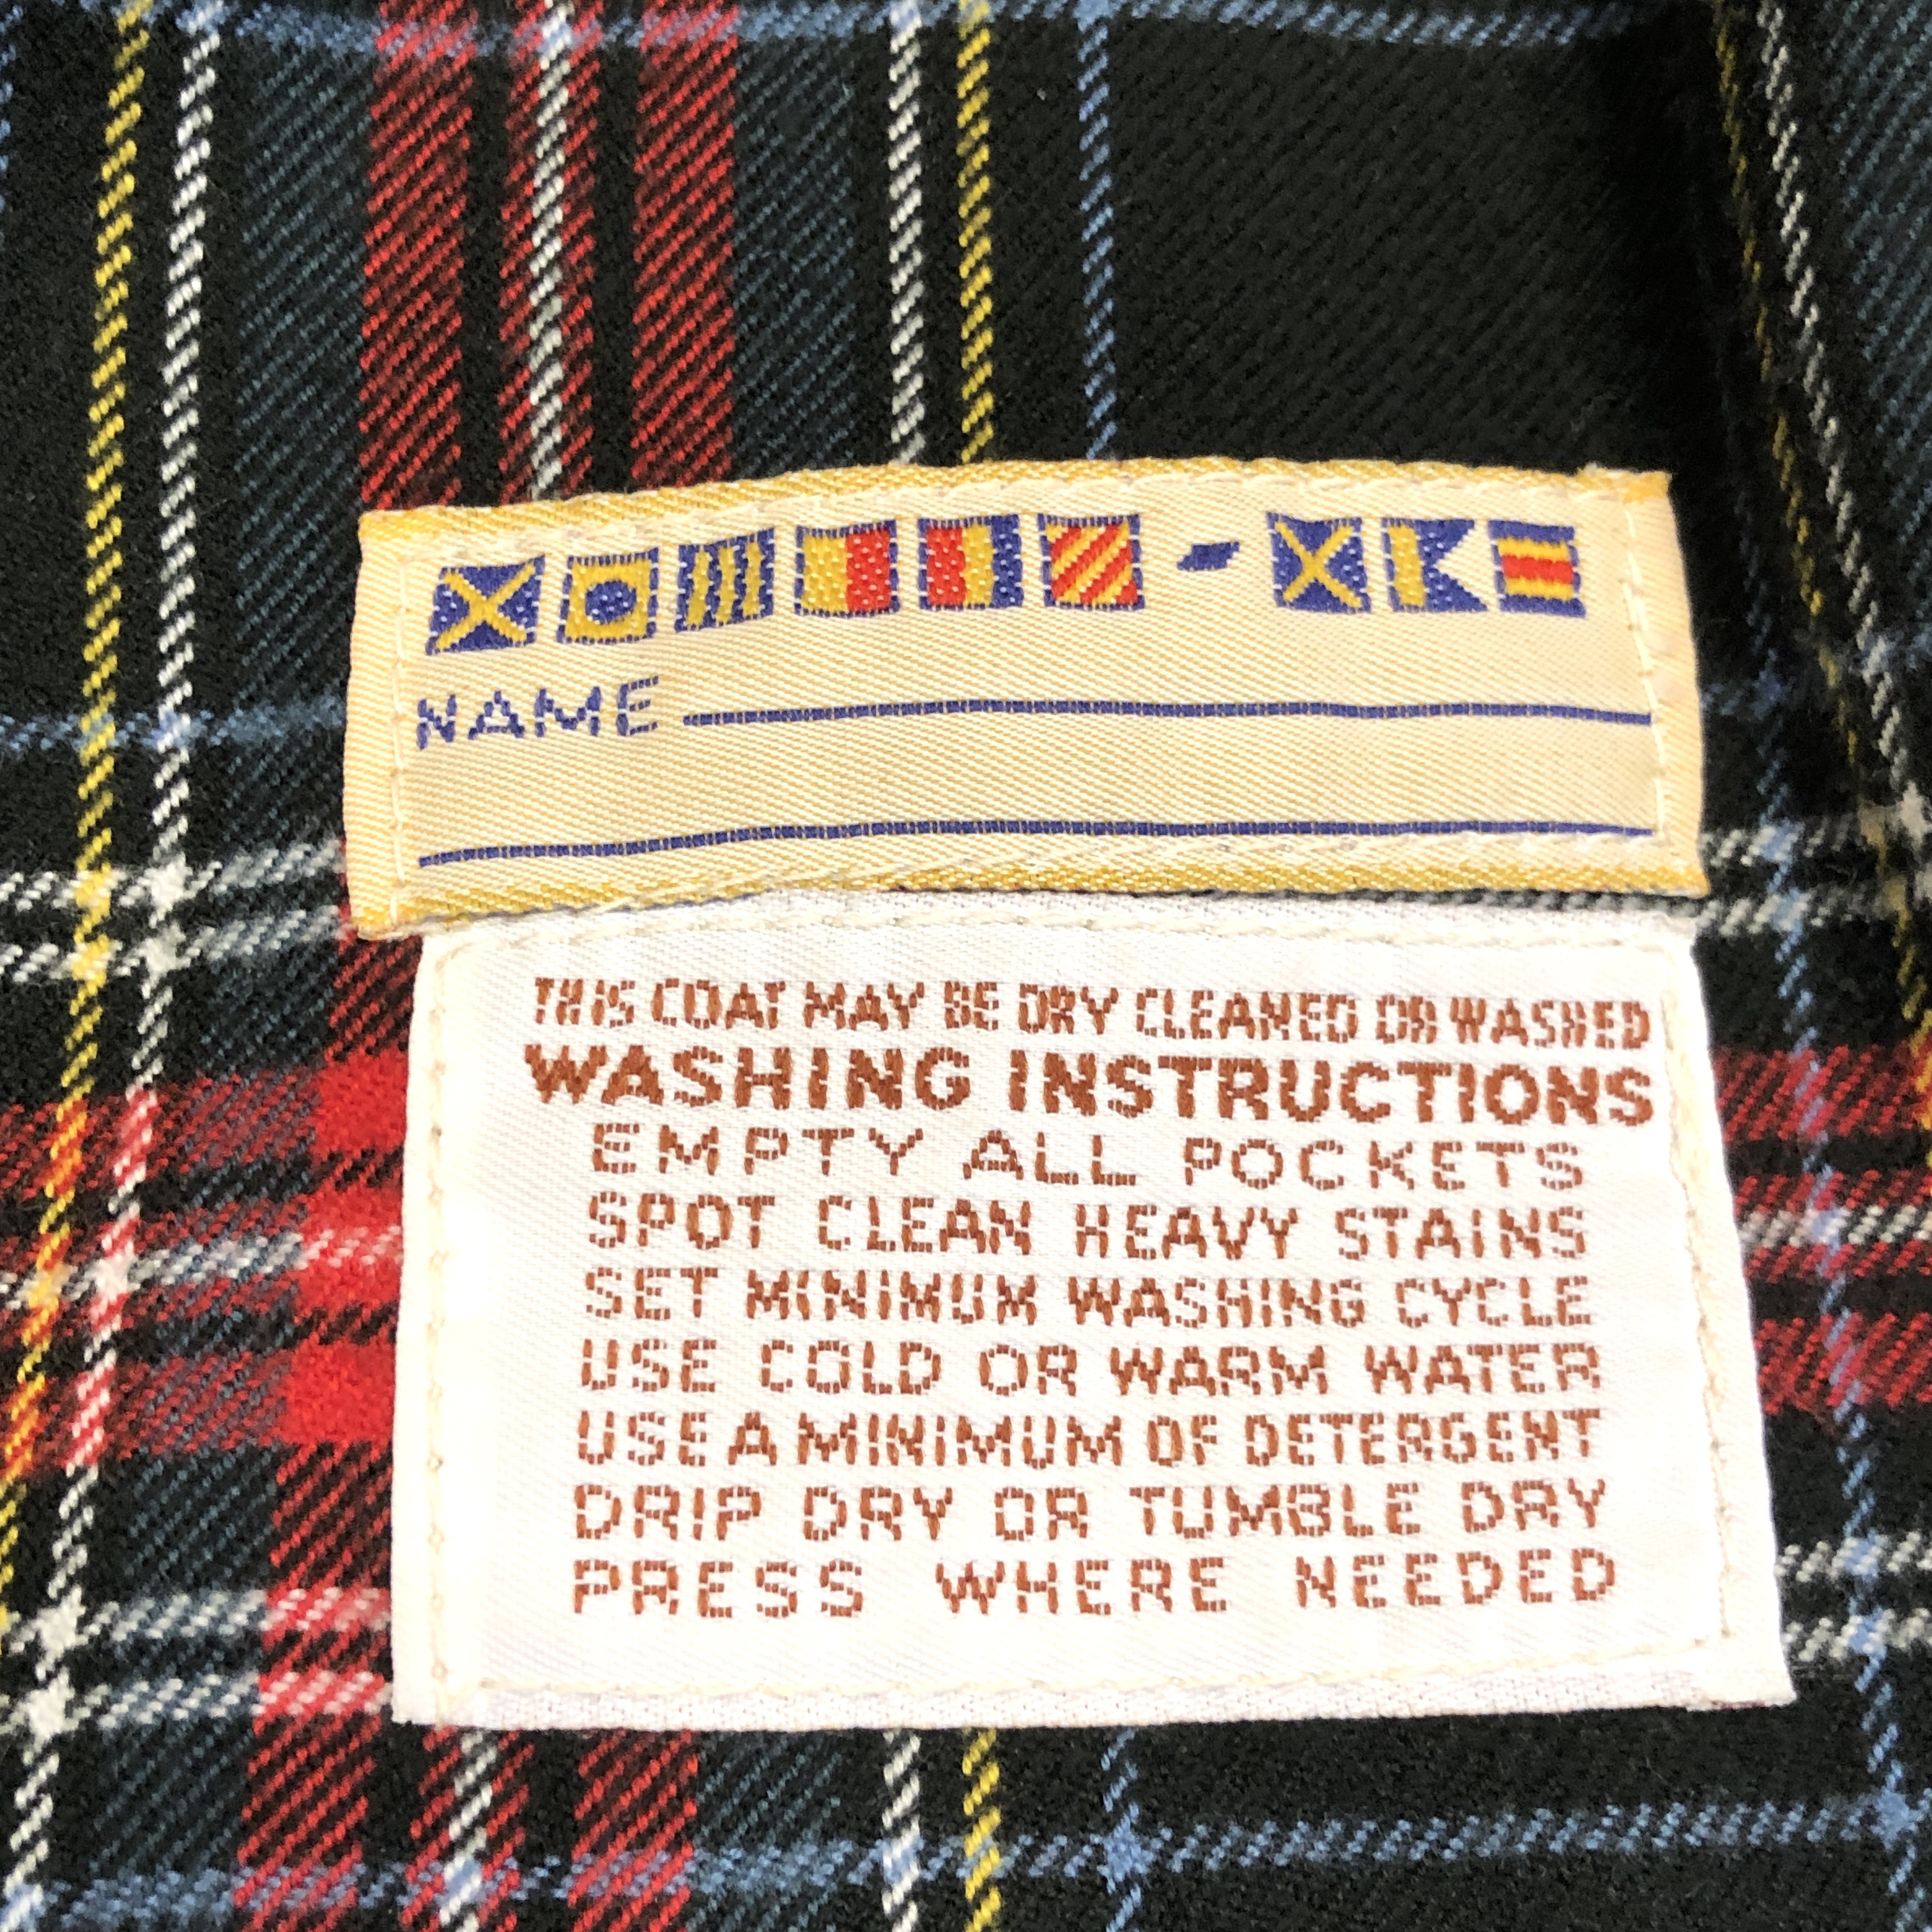 NAME
THIS COAT MAY BE DRY CLEANED OR WASHED
WASHING INSTRUCTIONS
EMPTY ALL POCKETS
SPOT CLEAN HEAVY STAINS
SET MINIMUM WASHING CYCLE
USE COLD OR WARM WATER
USE A MINIMUM OF DETERGENT
DRIP DRY OR TUMBLE DRY
PRESS WHERE NEEDED